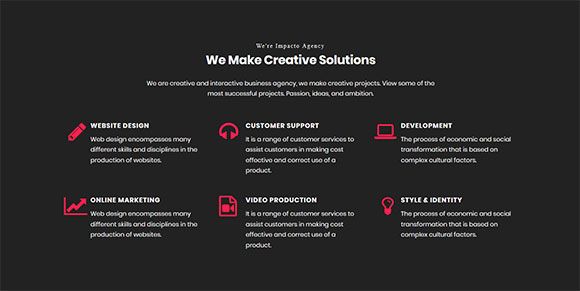 We're Impacto Agency
We Make Creative Solutions
We are creative and interactive business agency, we make creative projects. View some of the
most successful projects. Passion, ideas, and ambition.
WEBSITE DESIGN
Web design encompasses many
different skills and disciplines in the
production of websites.
CUSTOMER SUPPORT
It is a range of customer services to
assist customers in making cost
effective and correct use of a
product.
DEVELOPMENT
The process of economic and social
transformation that is based on
complex cultural factors.
ONLINE MARKETING
Web design encompasses many
different skills and disciplines in the
production of websites.
VIDEO PRODUCTION
It is a range of customer services to
assist customers in making cost
effective and correct use of a
product.
STYLE & IDENTITY
The process of economic and social
transformation that is based on
complex cultural factors.